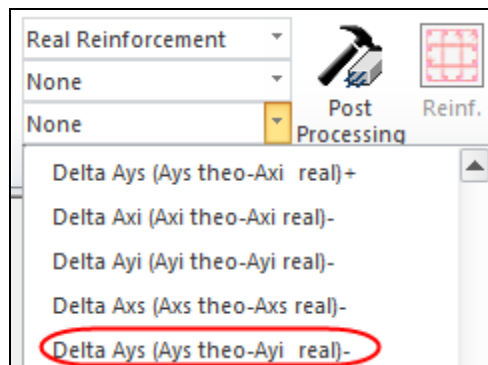 Real Reinforcement
None
None
Post Processing
Reinf.
Delta Ays (Ays theo-Axi  real)+
Delta Axi (Axi theo-Axi real)-
Delta Ayi (Ayi theo-Ayi real)-
Delta Axs (Axs theo-Axs real)-
Delta Ays (Ays theo-Ayi  real)-